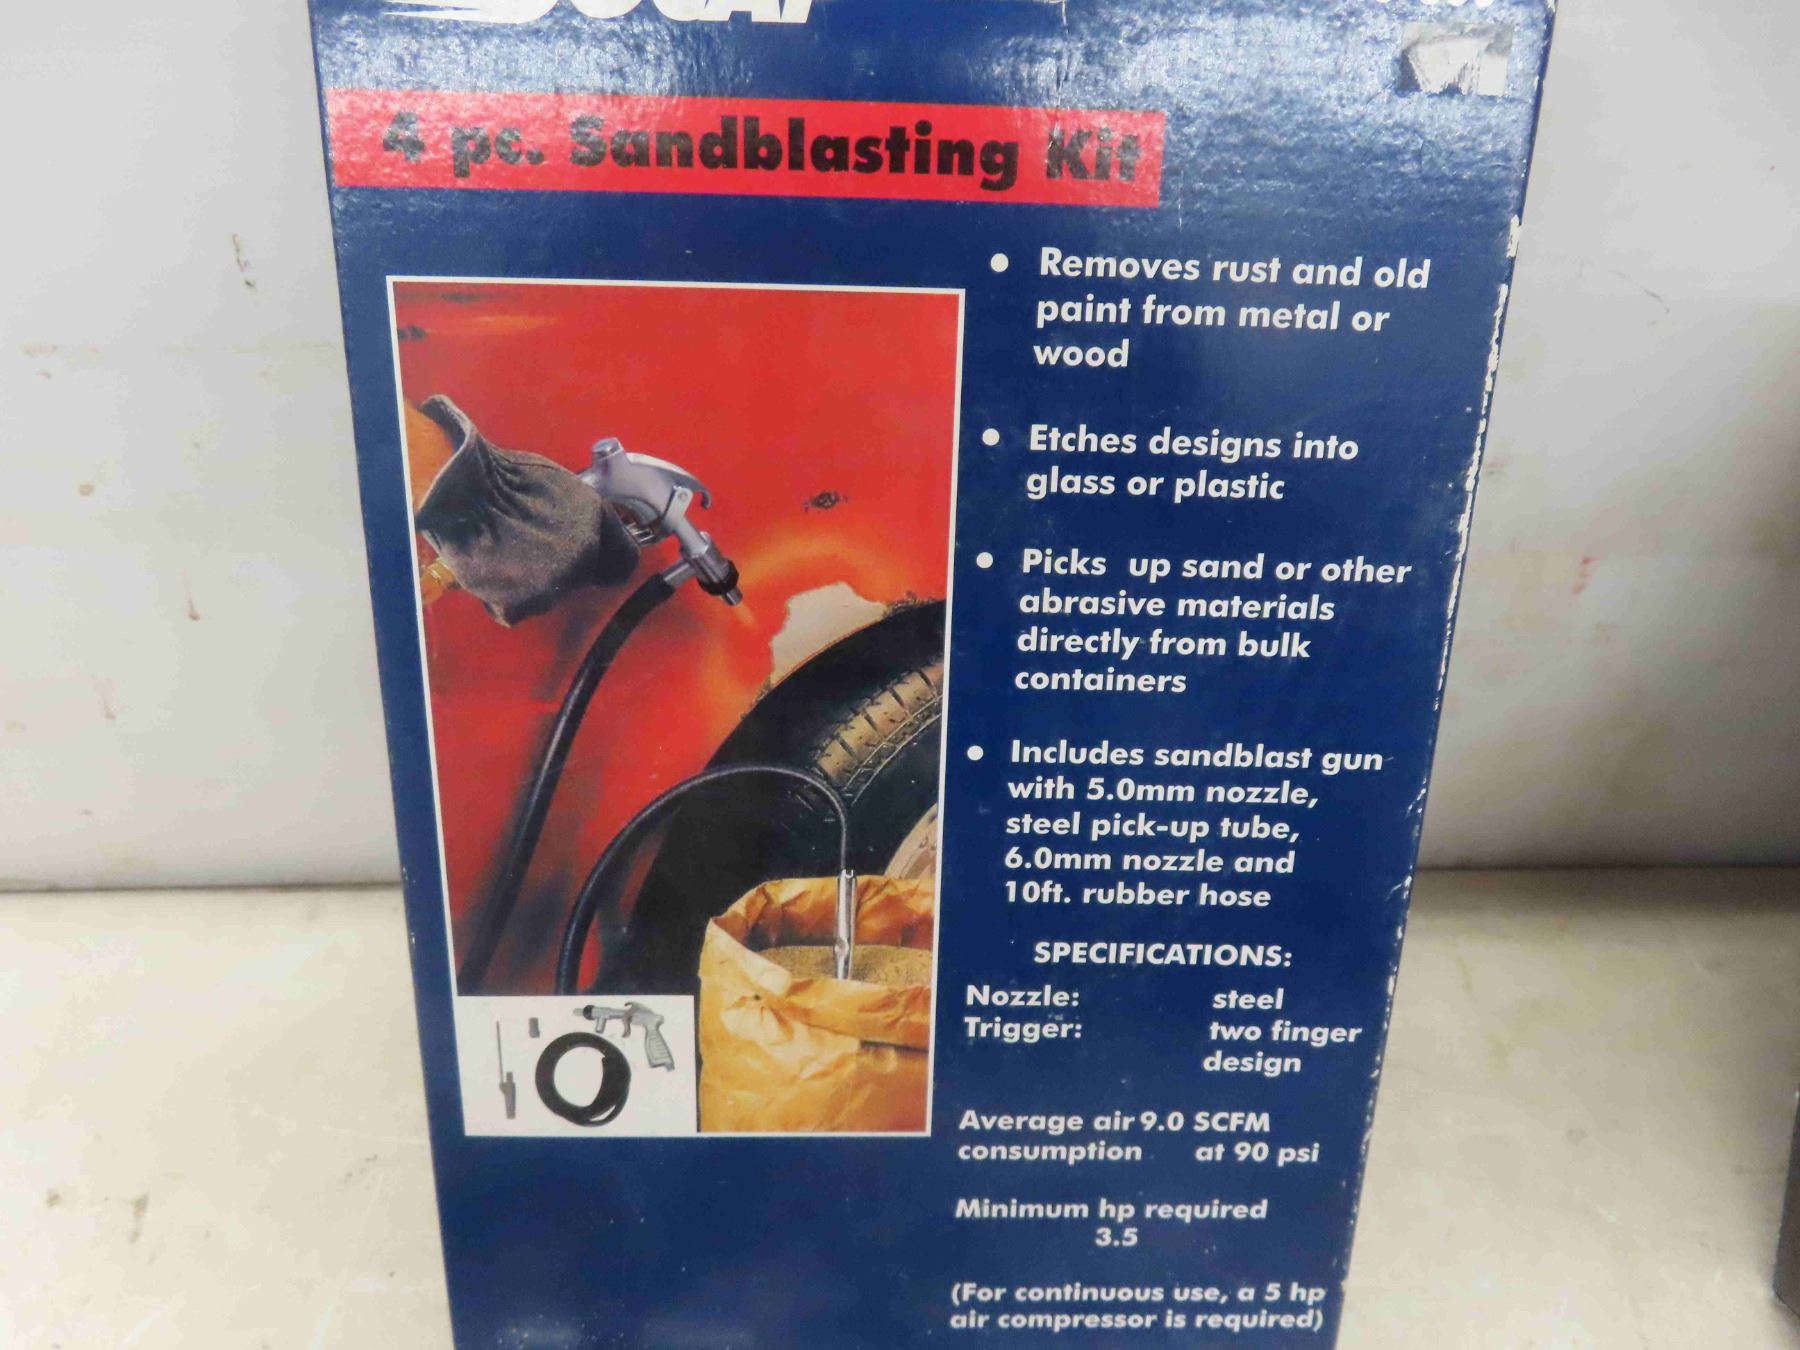 4 pc. Sandblasting Kit
• Removes rust and old
paint from metal or
wood
• Etches designs into
glass or plastic
• Picks up sand or other
abrasive materials
directly from bulk
containers
• Includes sandblast gun
with 5.0mm nozzle,
steel pick-up tube,
6.0mm nozzle and
10ft. rubber hose
SPECIFICATIONS:
Nozzle: steel
Trigger: two finger
design
Average air 9.0 SCFM
consumption at 90 psi
Minimum hp required
3.5
(For continuous use, a 5 hp
air compressor is required)